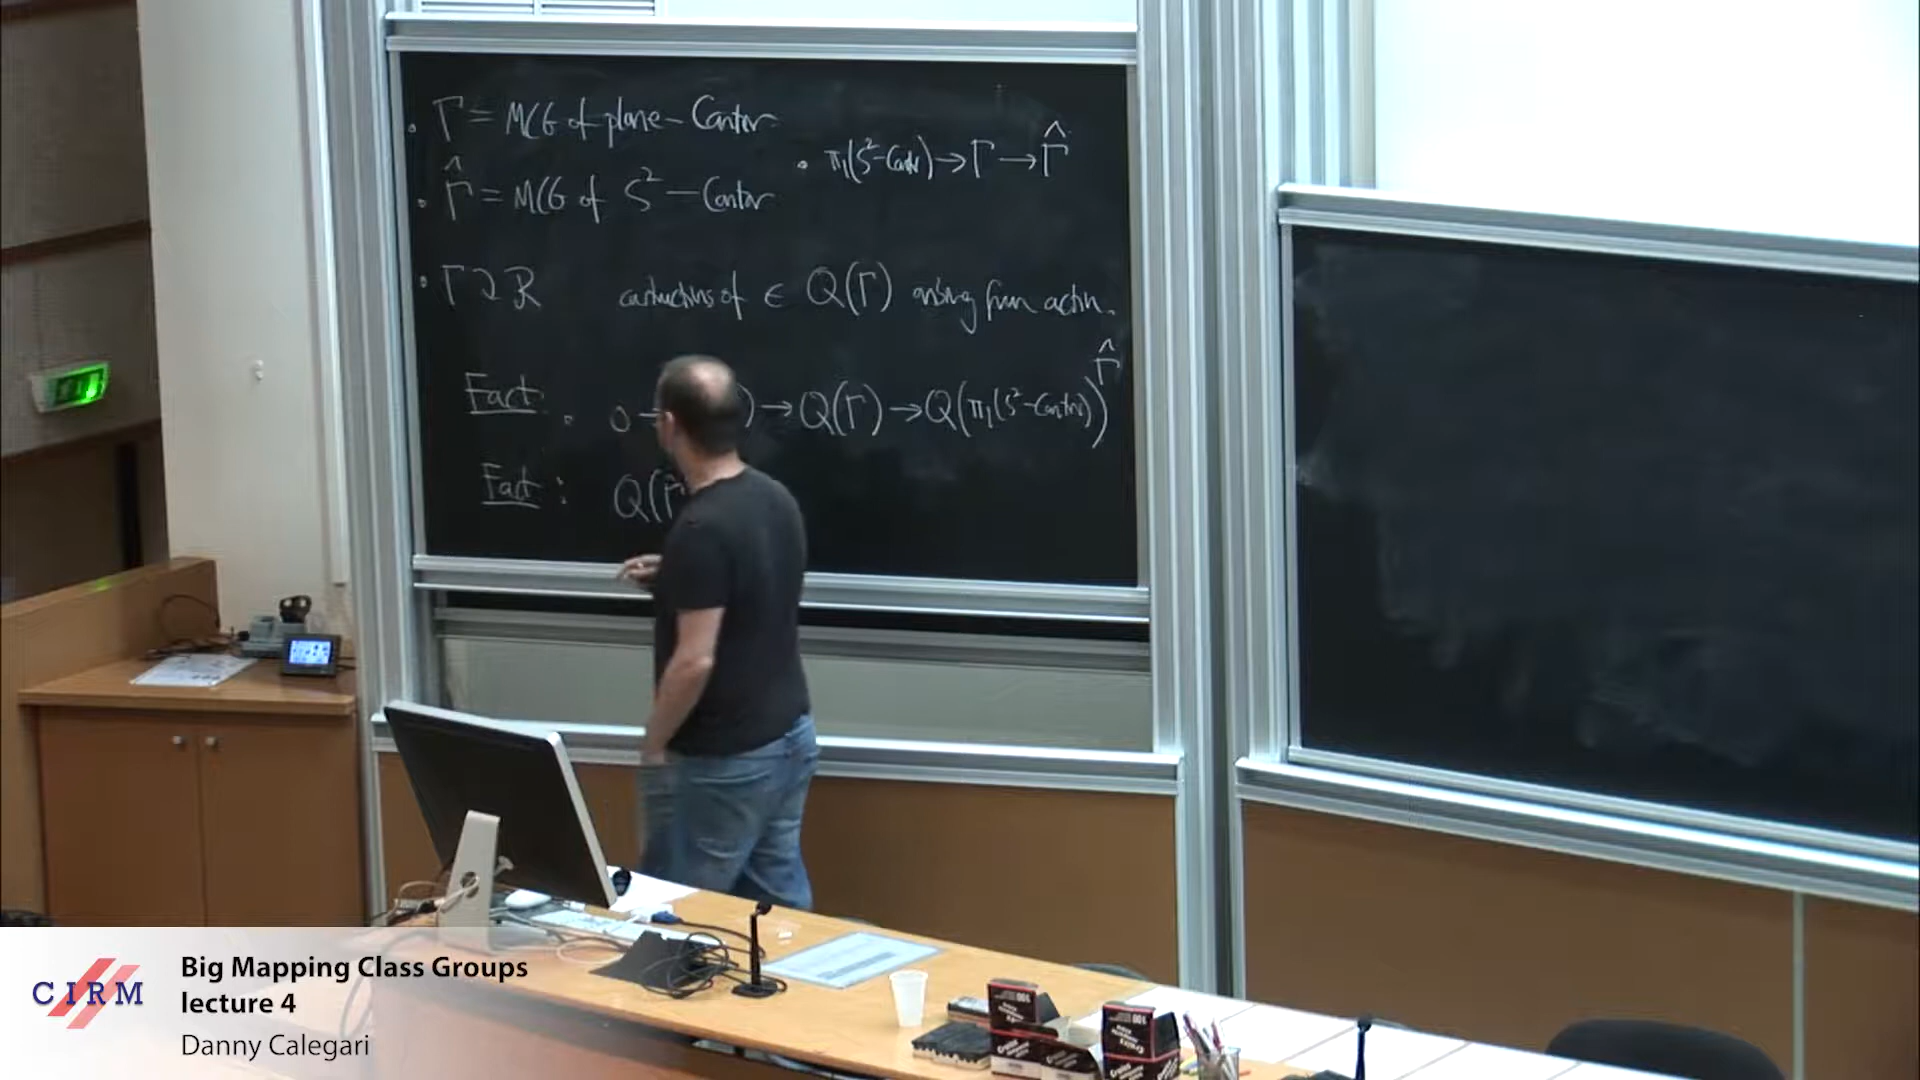 Γ = MCG of plane - Cantor
Γ̂ = MCG of S² - Cantor
π₁(S²-Cantor) → Γ → Γ̂
Γ ↻ R constructions of ∈ Q(Γ) arising from action.
Fact: 0 → ) → Q(Γ) → Q(π₁(S²-Cantor))^Γ̂
Fact: Q(Γ
CIRM
Big Mapping Class Groups
lecture 4
Danny Calegari